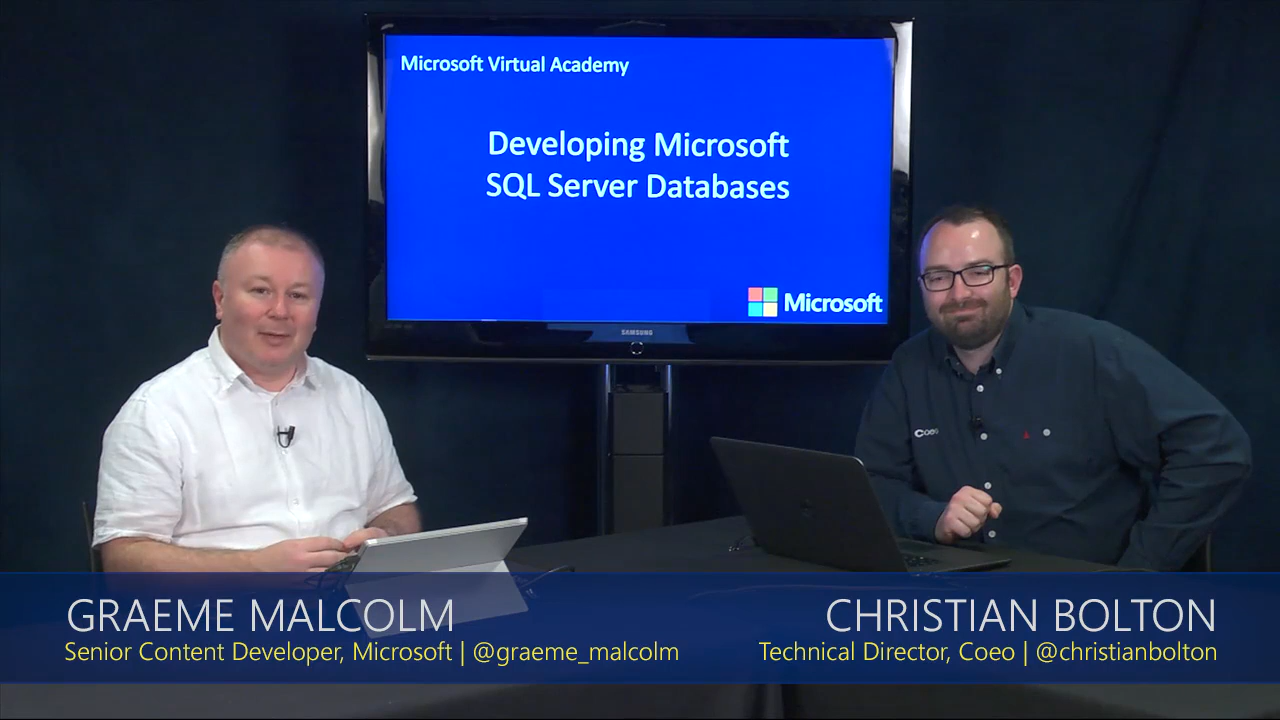 Microsoft Virtual Academy
Developing Microsoft
SQL Server Databases
Microsoft
SAMSUNG
Coeo
GRAEME MALCOLM
Senior Content Developer, Microsoft | @graeme_malcolm
CHRISTIAN BOLTON
Technical Director, Coeo | @christianbolton